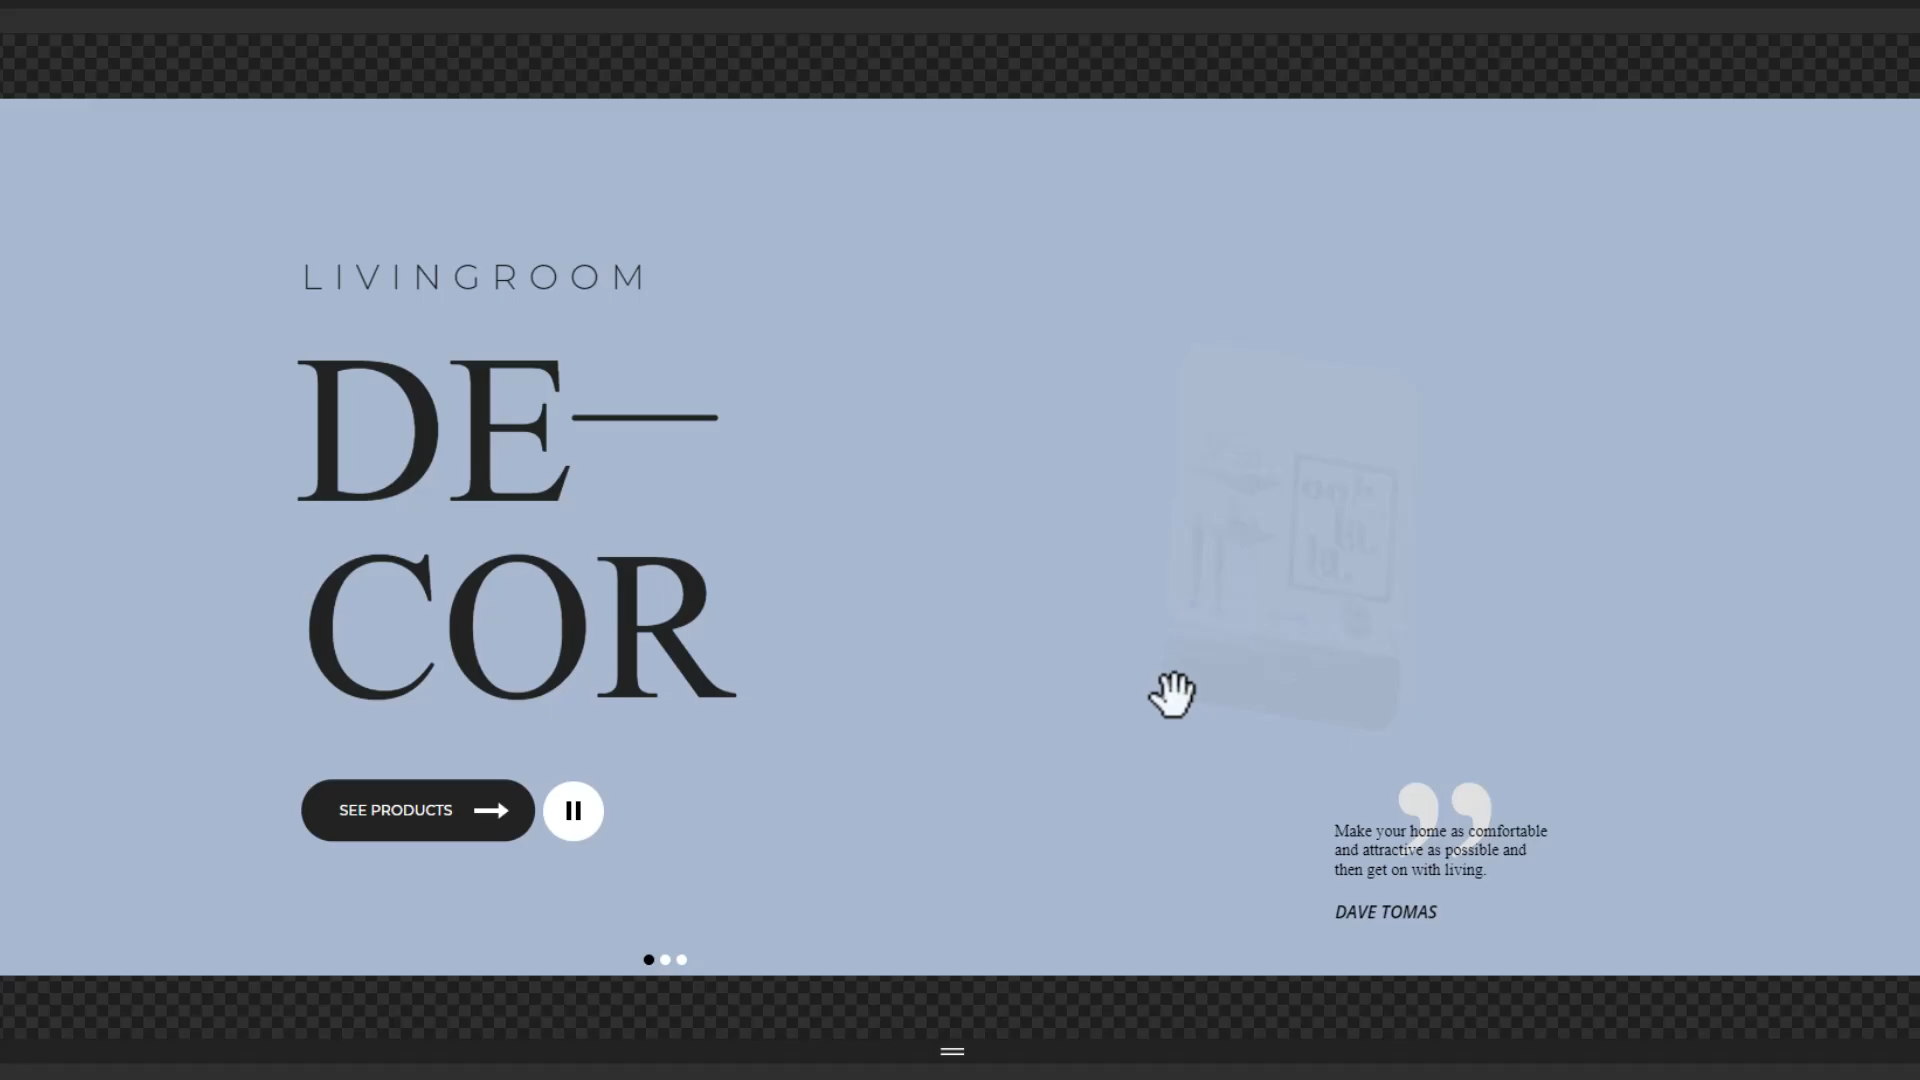 LIVINGROOM
DE—
COR
SEE PRODUCTS
Make your home as comfortable
and attractive as possible and
then get on with living.
DAVE TOMAS